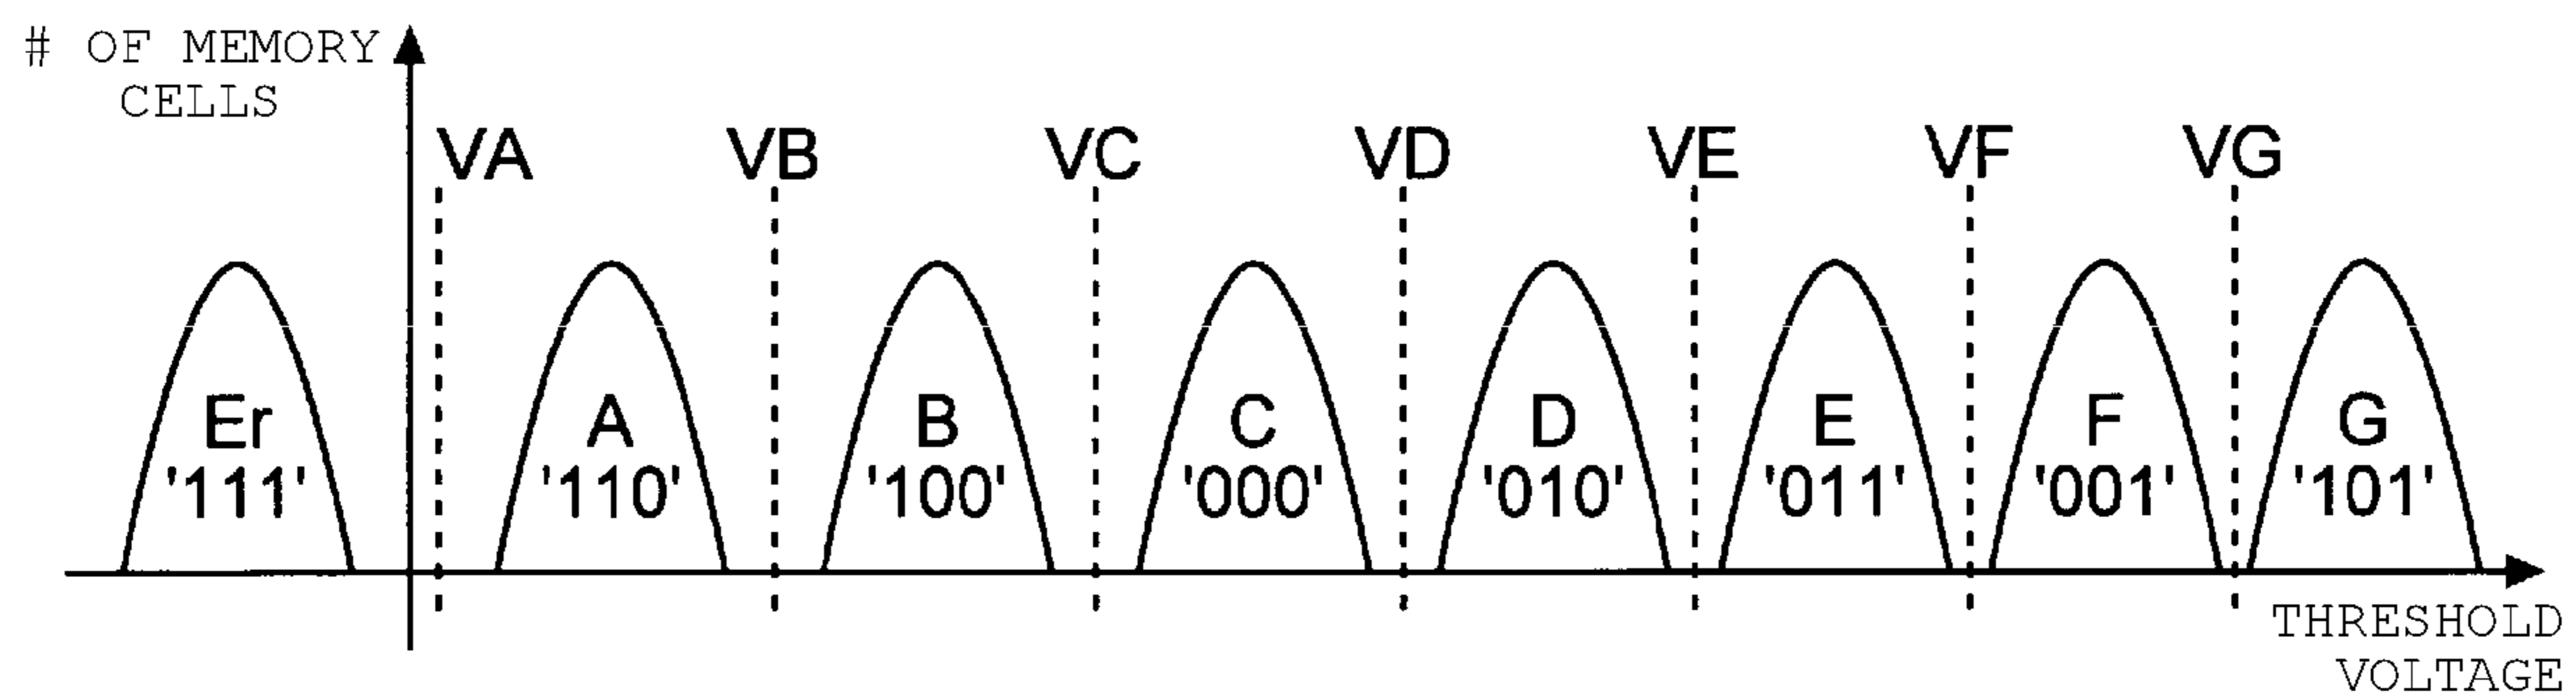 # OF MEMORY
CELLS
VA VB VC VD VE VF VG
Er A B C D E F G
'111' '110' '100' '000' '010' '011' '001' '101'
THRESHOLD
VOLTAGE